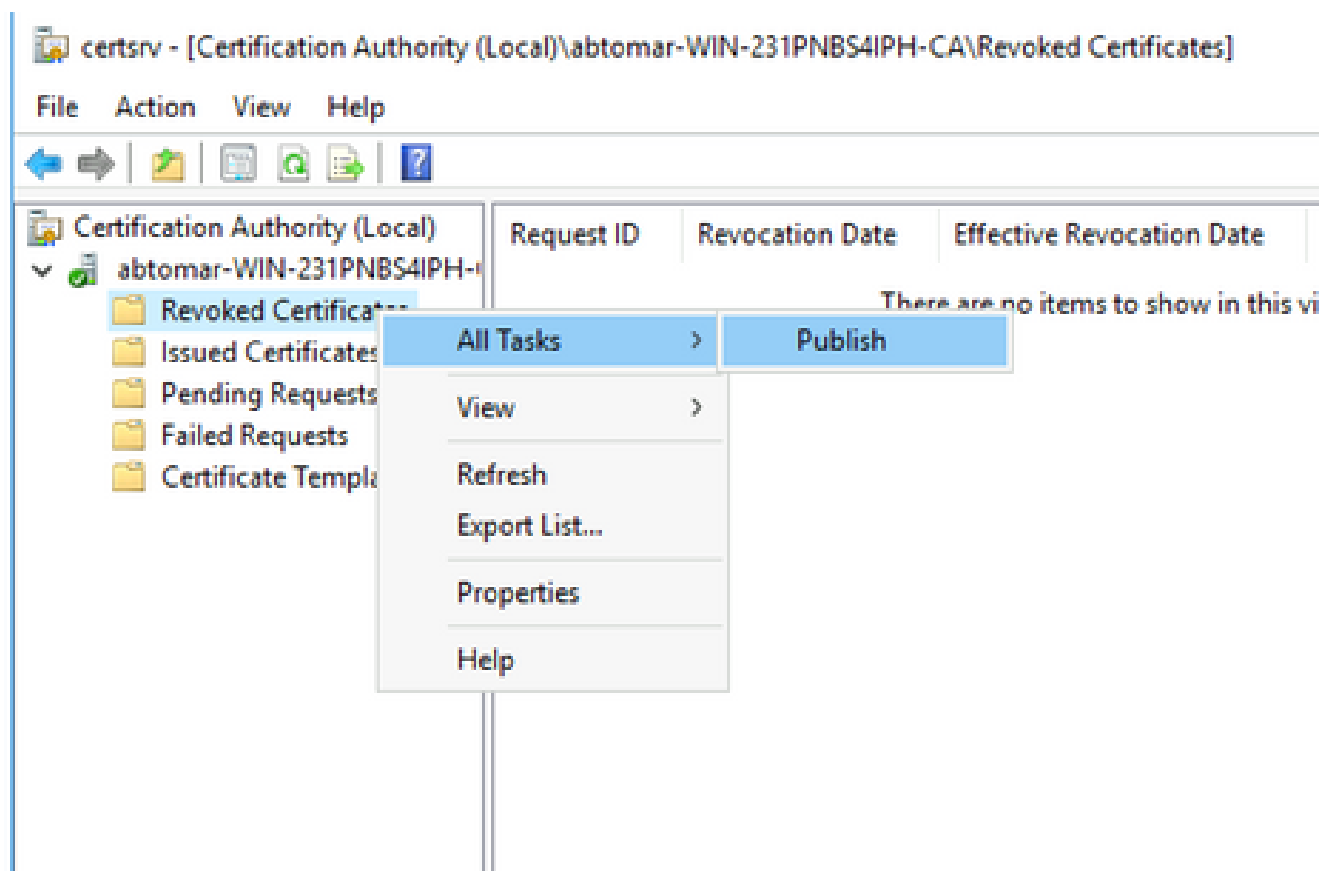 certsrv - [Certification Authority (Local)\abtomar-WIN-231PNBS4IPH-CA\Revoked Certificates]
File Action View Help
Certification Authority (Local)
abtomar-WIN-231PNBS4IPH-
Revoked Certificates
Issued Certificates
Pending Requests
Failed Requests
Certificate Templa
Request ID Revocation Date Effective Revocation Date
There are no items to show in this vi
All Tasks > Publish
View >
Refresh
Export List...
Properties
Help